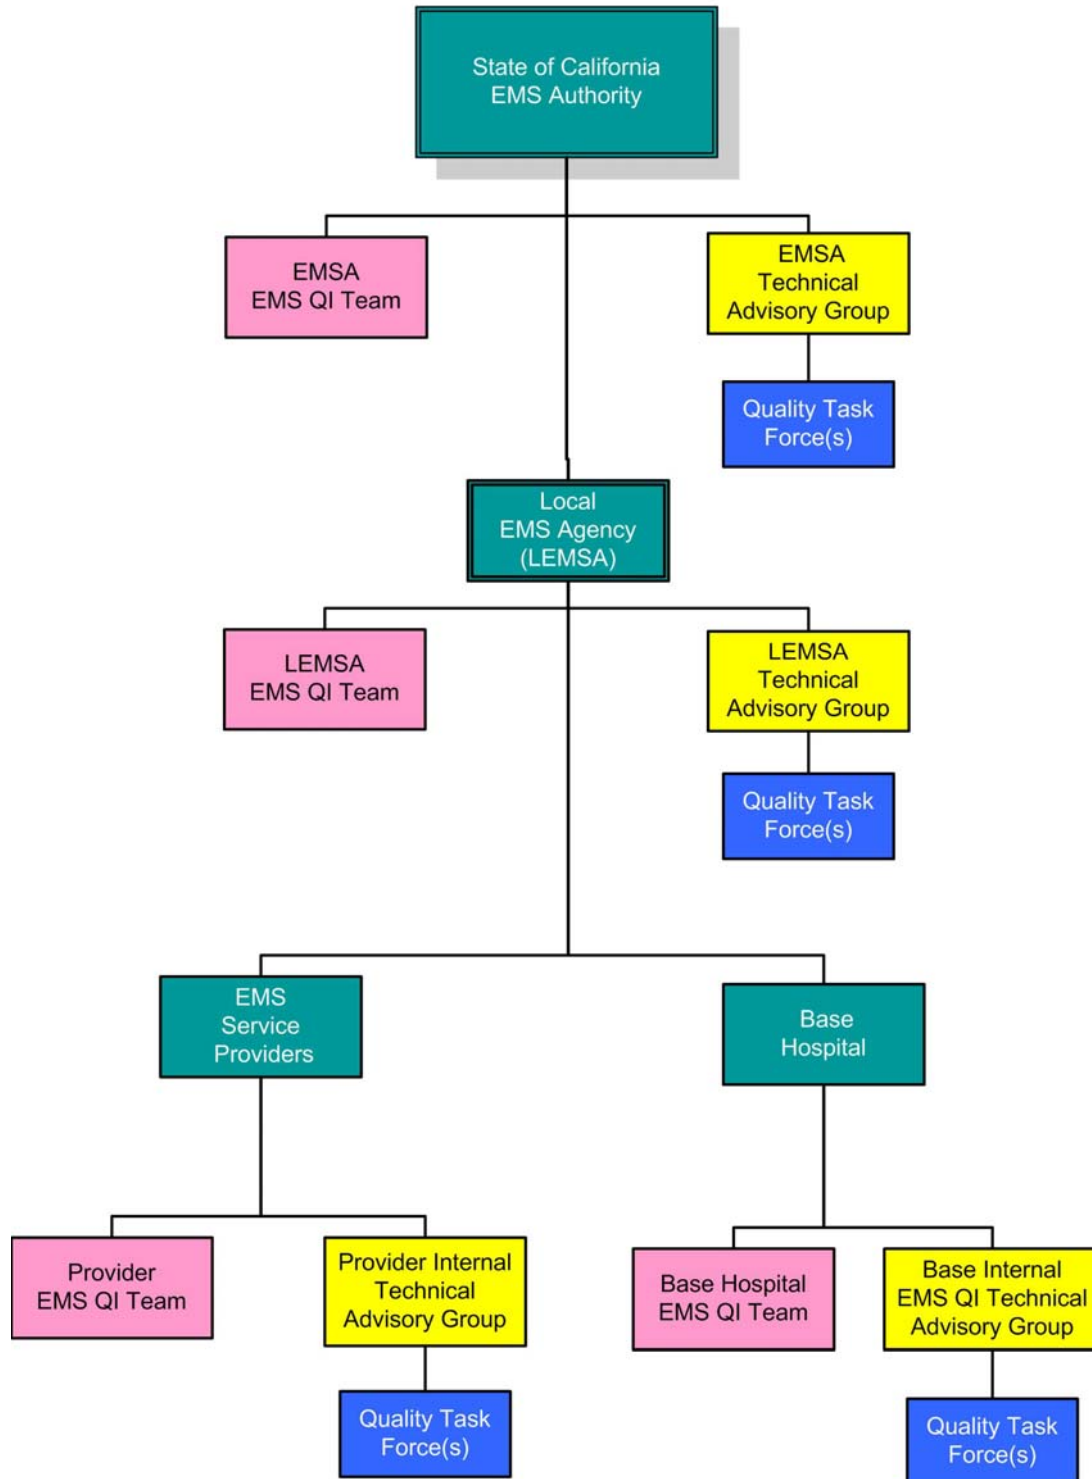 State of California
EMS Authority
EMSA
EMS QI Team
EMSA
Technical
Advisory Group
Quality Task
Force(s)
Local
EMS Agency
(LEMSA)
LEMSA
EMS QI Team
LEMSA
Technical
Advisory Group
Quality Task
Force(s)
EMS
Service
Providers
Base
Hospital
Provider
EMS QI Team
Provider Internal
Technical
Advisory Group
Base Hospital
EMS QI Team
Base Internal
EMS QI Technical
Advisory Group
Quality Task
Force(s)
Quality Task
Force(s)